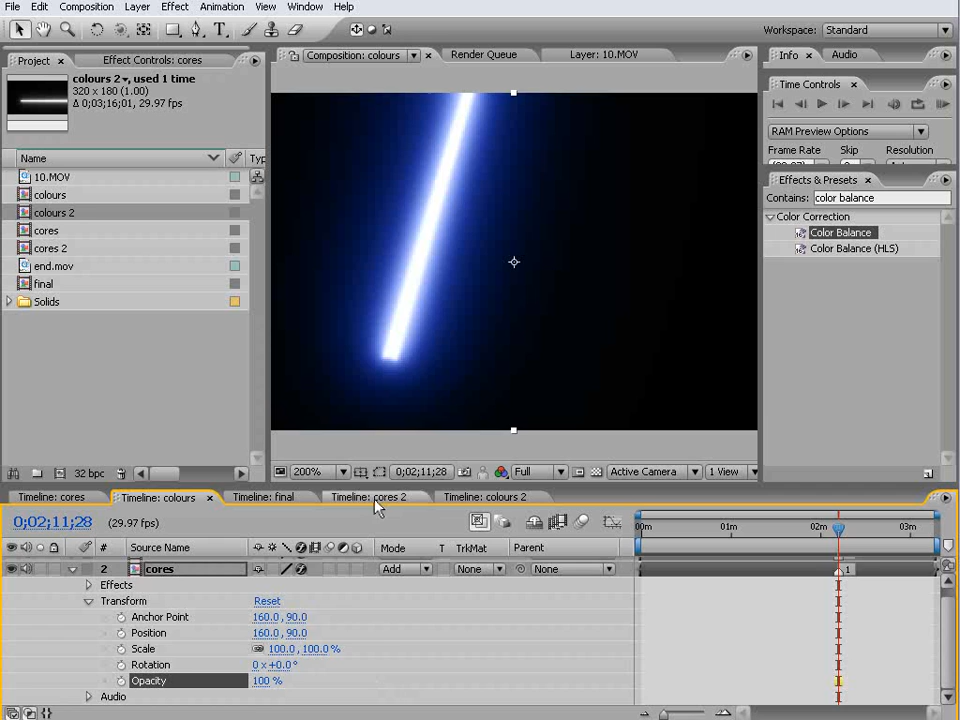 File Edit Composition Layer Effect Animation View Window Help
Workspace: Standard
Project × Effect Controls: cores
Composition: colours × Render Queue Layer: 10.MOV
Info × Audio
colours 2, used 1 time
320 x 180 (1.00)
Δ 0;03;16;01, 29.97 fps
Time Controls ×
RAM Preview Options
Frame Rate Skip Resolution
Effects & Presets ×
Contains: color balance
Color Correction
Color Balance
Color Balance (HLS)
Name Typ
10.MOV
colours
colours 2
cores
cores 2
end.mov
final
Solids
32 bpc
200% 0;02;11;28 Full Active Camera 1 View
Timeline: cores Timeline: colours × Timeline: final Timeline: cores 2 Timeline: colours 2
0;02;11;28 (29.97 fps)
00m 01m 02m 03m
# Source Name Mode T TrkMat Parent
2 cores Add None None 1
Effects
Transform Reset
Anchor Point 160.0, 90.0
Position 160.0, 90.0
Scale 100.0, 100.0%
Rotation 0 x +0.0°
Opacity 100 %
Audio